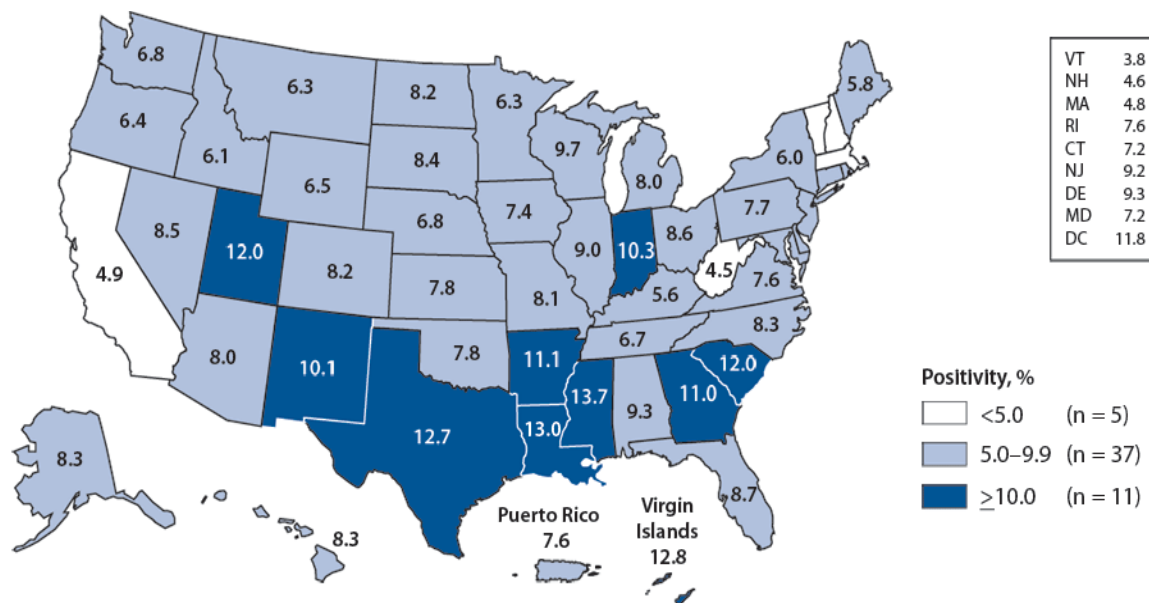 6.8
6.3
8.2
6.3
5.8
6.4
6.1
6.5
8.4
9.7
8.0
6.0
8.5
12.0
8.2
6.8
7.4
9.0
10.3
8.6
7.7
4.9
7.8
8.1
5.6
4.5
7.6
8.0
10.1
7.8
11.1
6.7
8.3
12.7
13.0
13.7
9.3
11.0
12.0
8.7
8.3
8.3
Puerto Rico
7.6
Virgin
Islands
12.8
VT 3.8
NH 4.6
MA 4.8
RI 7.6
CT 7.2
NJ 9.2
DE 9.3
MD 7.2
DC 11.8
Positivity, %
<5.0 (n = 5)
5.0–9.9 (n = 37)
≥10.0 (n = 11)